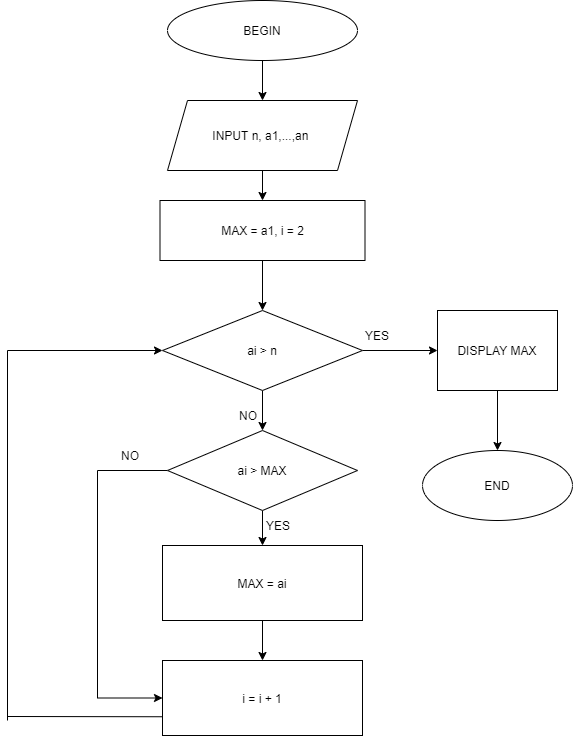 BEGIN
INPUT n, a1,...,an
MAX = a1, i = 2
ai > n
YES
DISPLAY MAX
NO
NO
ai > MAX
END
YES
MAX = ai
i = i + 1